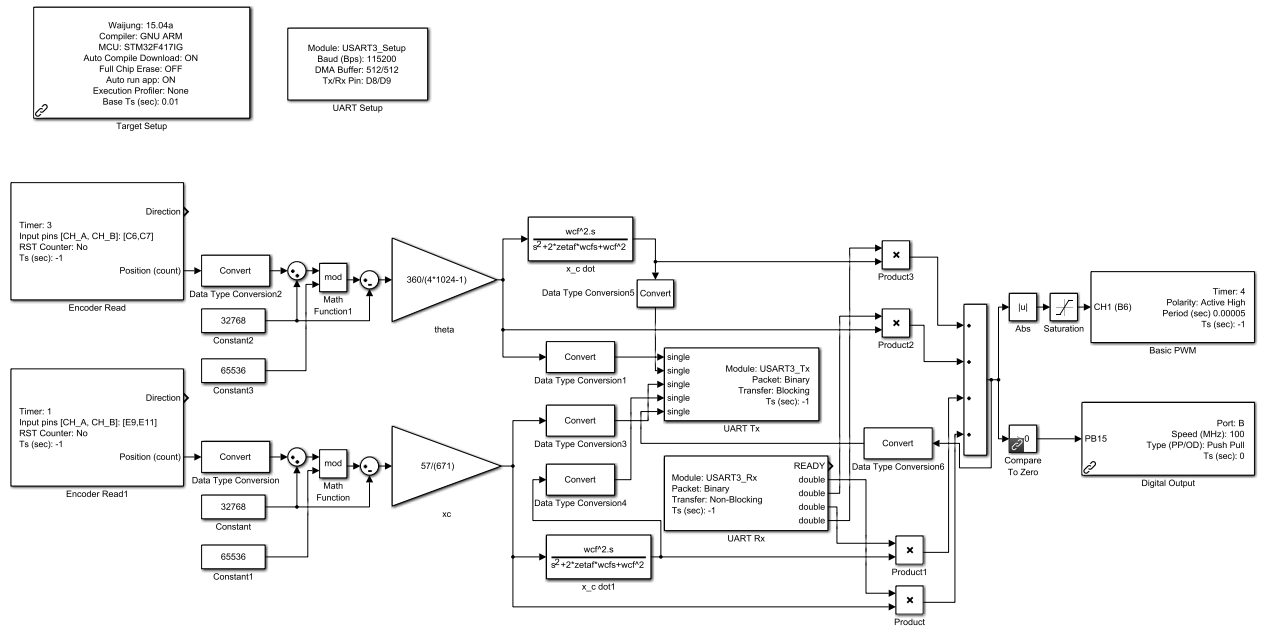 Waijung: 15.04a
Compiler: GNU ARM
MCU: STM32F417IG
Auto Compile Download: ON
Full Chip Erase: OFF
Auto run app: ON
Execution Profiler: None
Base Ts (sec): 0.01
Target Setup
Module: USART3_Setup
Baud (Bps): 115200
DMA Buffer: 512/512
Tx/Rx Pin: D8/D9
UART Setup
Direction
Timer: 3
Input pins [CH_A, CH_B]: [C6,C7]
RST Counter: No
Ts (sec): -1
Position (count)
Encoder Read
Convert
Data Type Conversion2
32768
Constant2
65536
Constant3
mod
Math
Function1
360/(4*1024-1)
theta
wcf^2.s
s^2+2*zetaf*wcfs+wcf^2
x_c dot
Data Type Conversion5
Convert
×
Product3
×
Product2
Convert
Data Type Conversion1
single
single
single
single
single
Module: USART3_Tx
Packet: Binary
Transfer: Blocking
Ts (sec): -1
UART Tx
|u|
Abs
Saturation
CH1 (B6)
Timer: 4
Polarity: Active High
Period (sec) 0.00005
Ts (sec): -1
Basic PWM
Direction
Timer: 1
Input pins [CH_A, CH_B]: [E9,E11]
RST Counter: No
Ts (sec): -1
Position (count)
Encoder Read1
Convert
Data Type Conversion
32768
Constant
65536
Constant1
mod
Math
Function
57/(671)
xc
Convert
Data Type Conversion3
Convert
Data Type Conversion4
Convert
Data Type Conversion6
READY
double
double
double
double
Module: USART3_Rx
Packet: Binary
Transfer: Non-Blocking
Ts (sec): -1
UART Rx
wcf^2.s
s^2+2*zetaf*wcfs+wcf^2
x_c dot1
×
Product1
×
Product
0
Compare
To Zero
PB15
Port: B
Speed (MHz): 100
Type (PP/OD): Push Pull
Ts (sec): 0
Digital Output